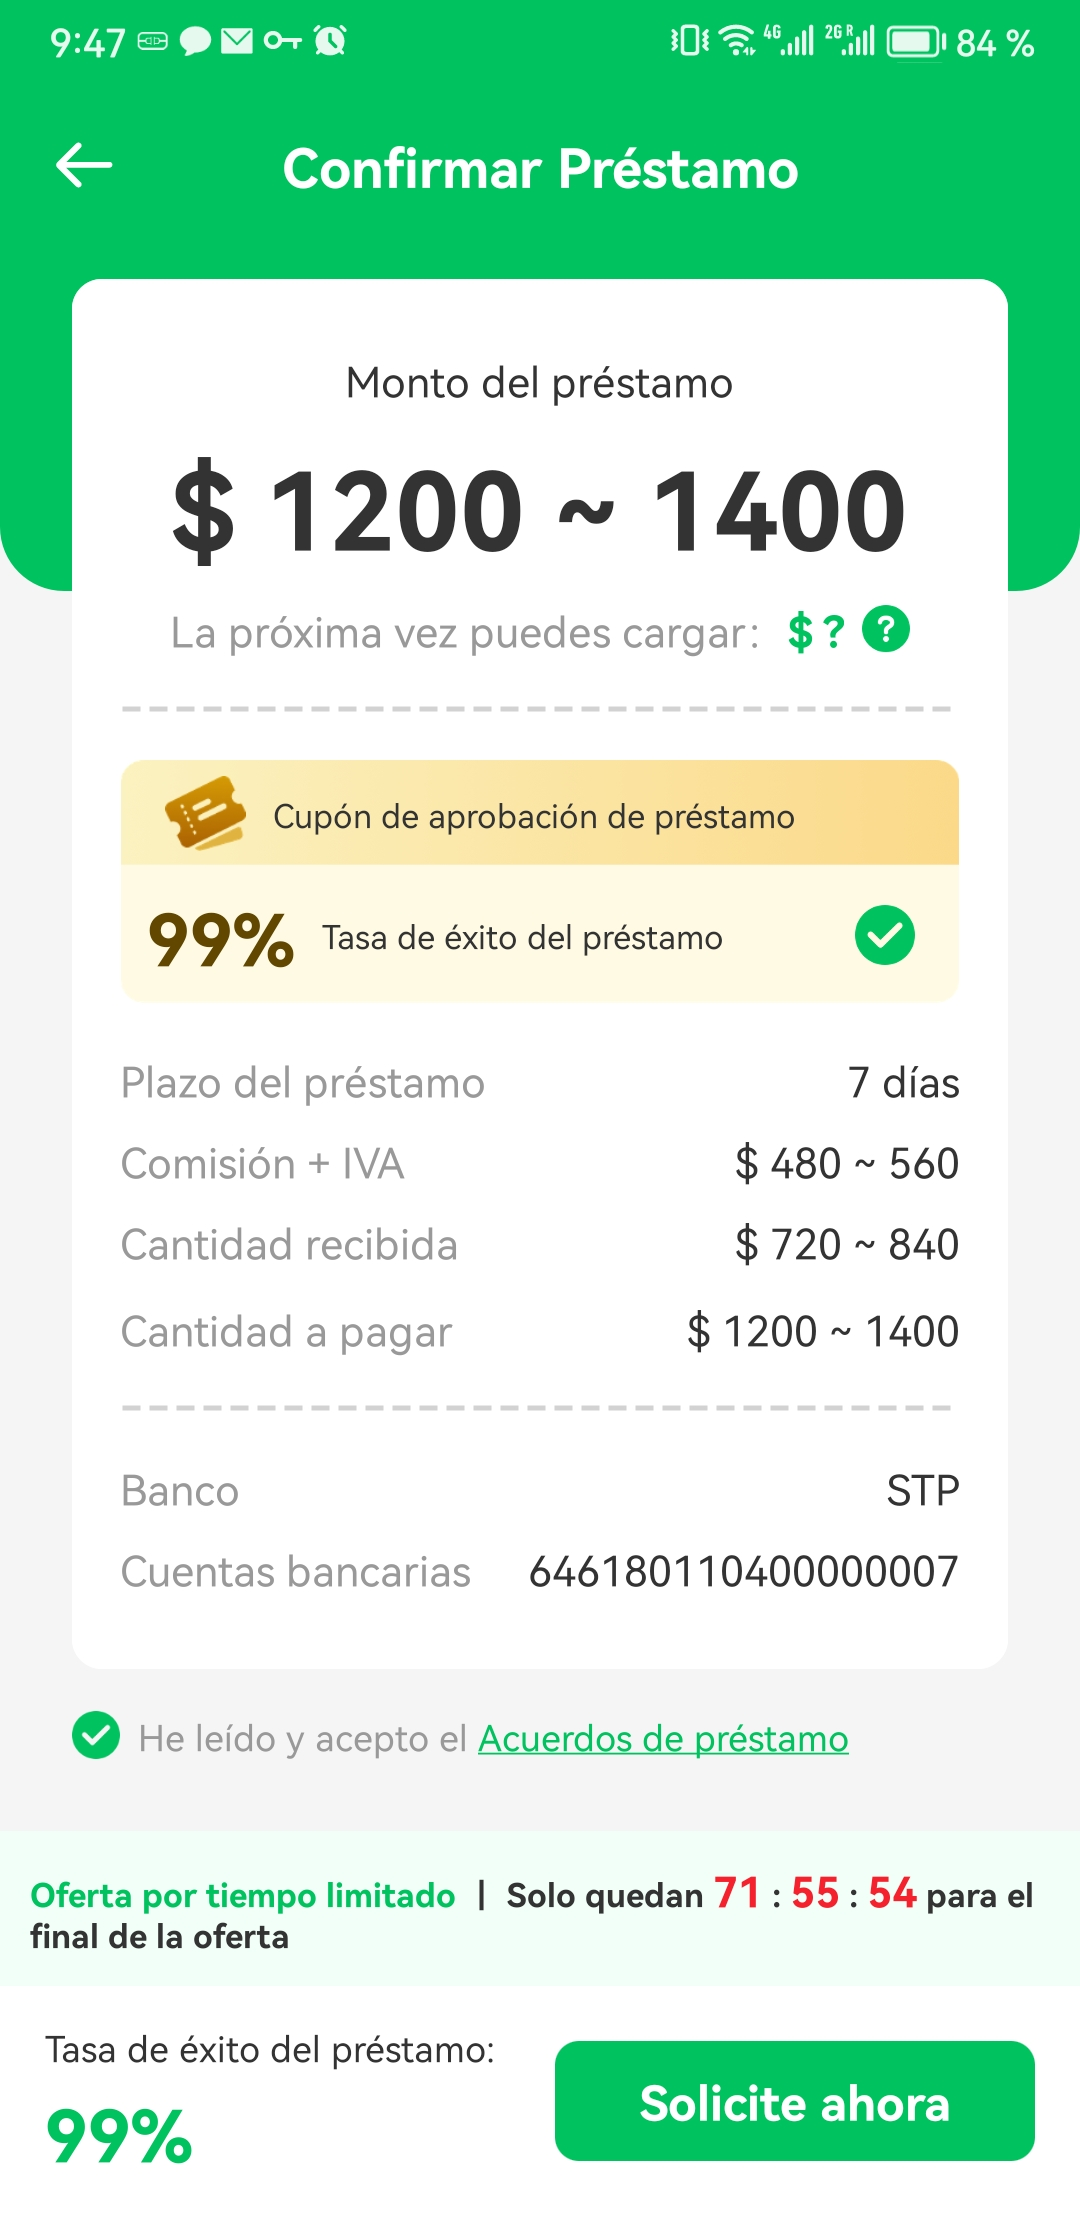 9:47 4G 2G R 84 %
Confirmar Préstamo
Monto del préstamo
$ 1200 ~ 1400
La próxima vez puedes cargar: $ ? ?
Cupón de aprobación de préstamo
99% Tasa de éxito del préstamo
Plazo del préstamo 7 días
Comisión + IVA $ 480 ~ 560
Cantidad recibida $ 720 ~ 840
Cantidad a pagar $ 1200 ~ 1400
Banco STP
Cuentas bancarias 646180110400000007
He leído y acepto el Acuerdos de préstamo
Oferta por tiempo limitado | Solo quedan 71 : 55 : 54 para el
final de la oferta
Tasa de éxito del préstamo:
99%
Solicite ahora